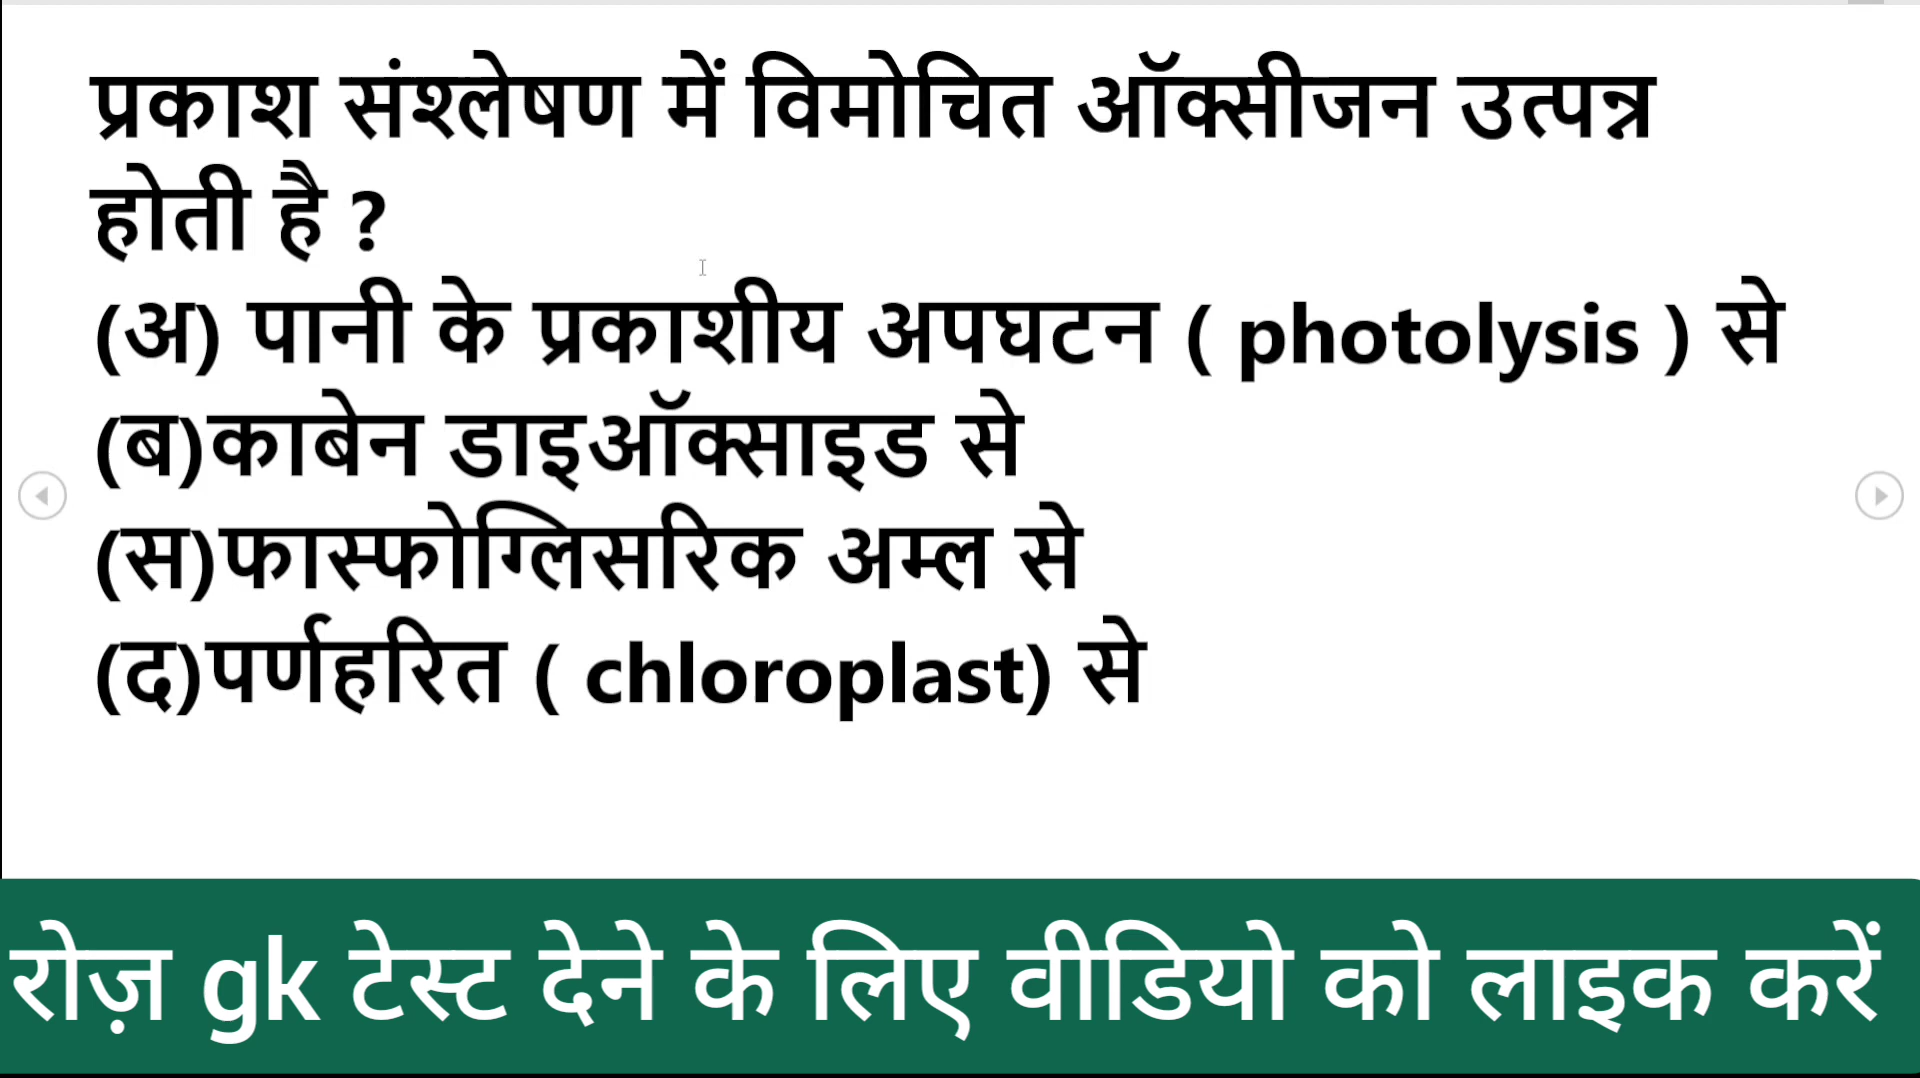 प्रकाश संश्लेषण में विमोचित ऑक्सीजन उत्पन्न
होती है ?
(अ) पानी के प्रकाशीय अपघटन ( photolysis ) से
(ब)काबेन डाइऑक्साइड से
(स)फास्फोग्लिसरिक अम्ल से
(द)पर्णहरित ( chloroplast) से
रोज़ gk टेस्ट देने के लिए वीडियो को लाइक करें